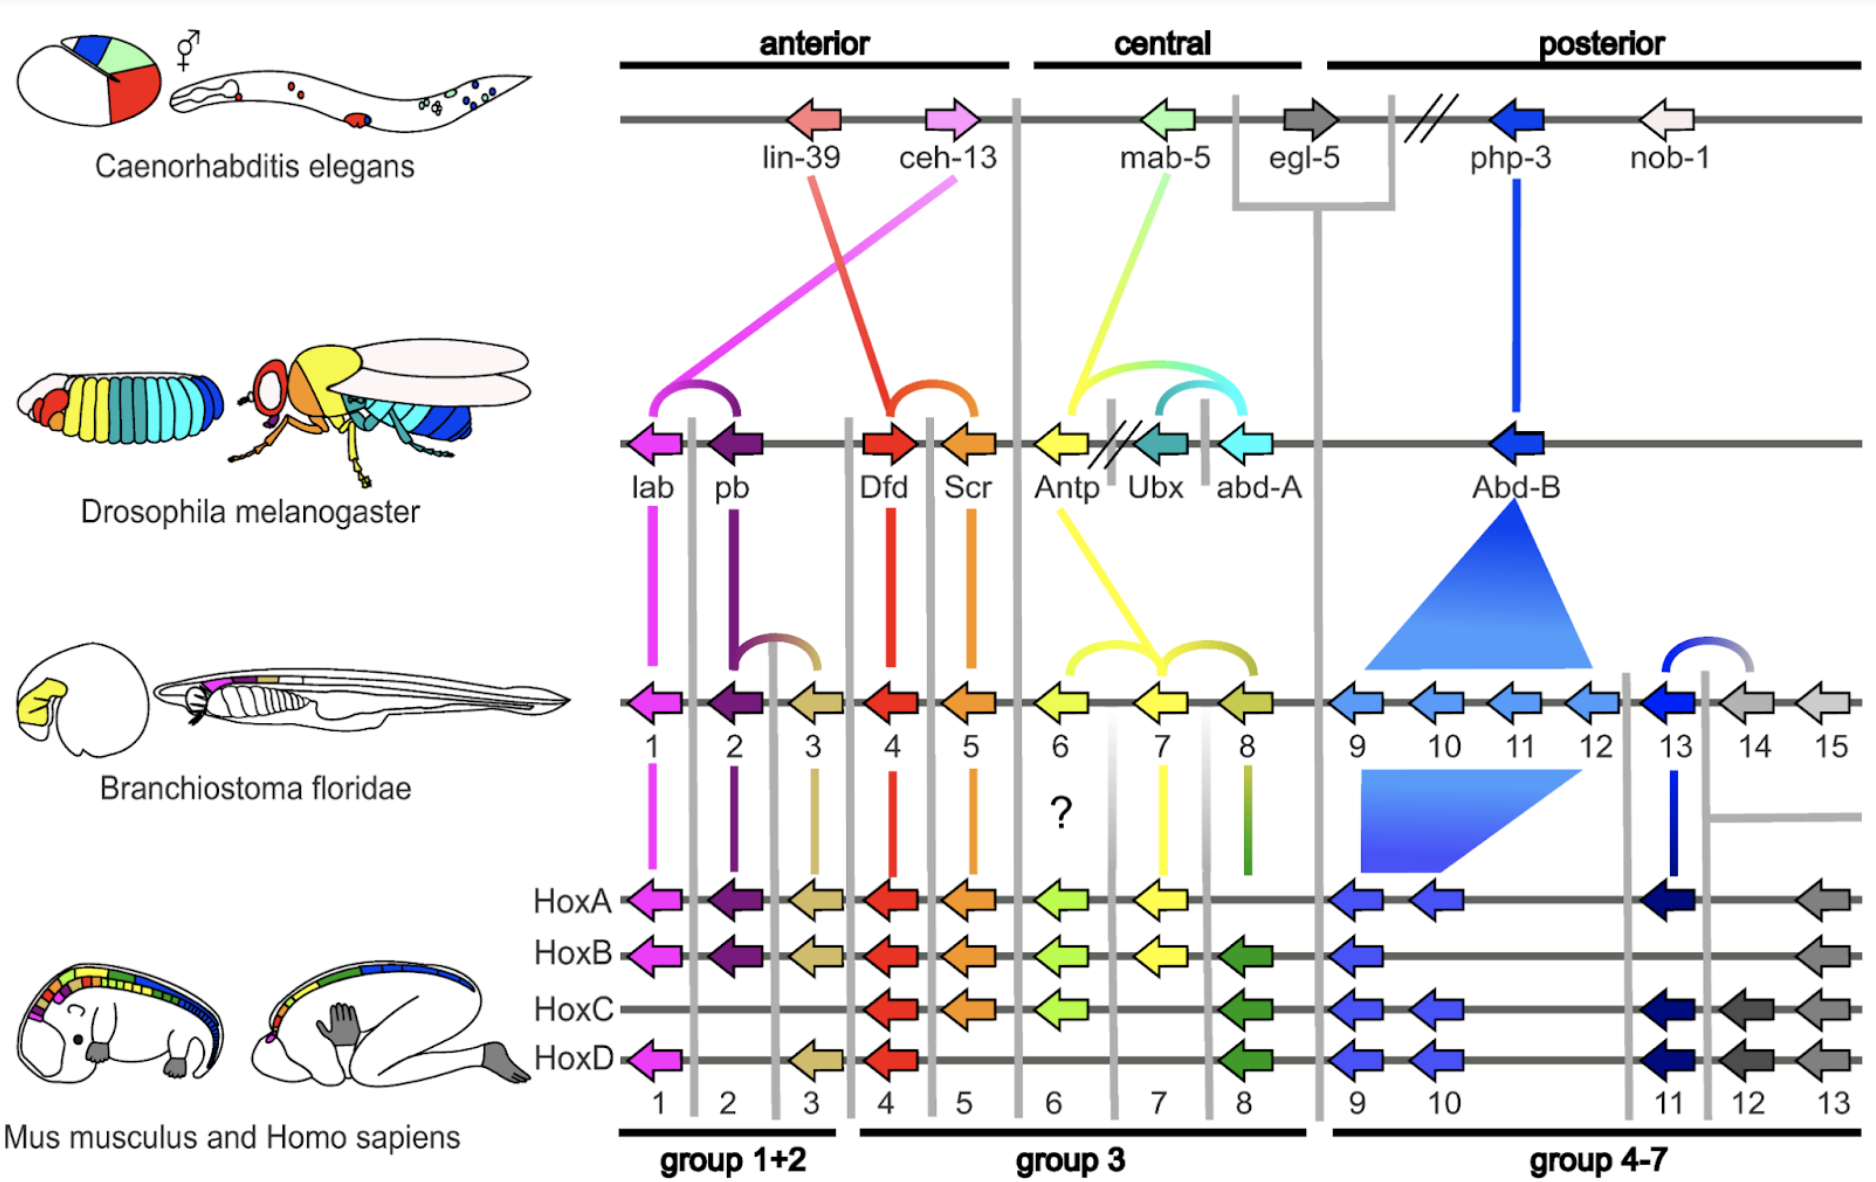 anterior central posterior
lin-39 ceh-13 mab-5 egl-5 php-3 nob-1
Caenorhabditis elegans
lab pb Dfd Scr Antp Ubx abd-A Abd-B
Drosophila melanogaster
1 2 3 4 5 6 7 8 9 10 11 12 13 14 15
Branchiostoma floridae
?
HoxA
HoxB
HoxC
HoxD
1 2 3 4 5 6 7 8 9 10 11 12 13
Mus musculus and Homo sapiens
group 1+2 group 3 group 4-7